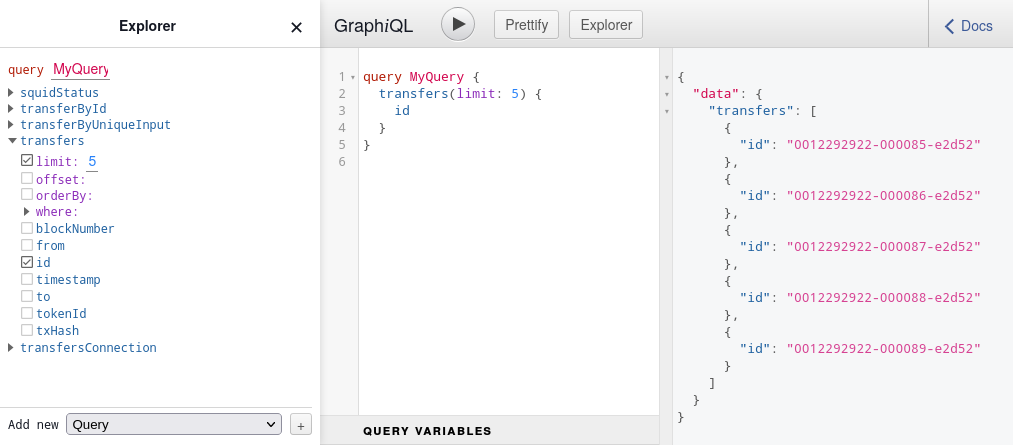 Explorer
×
query MyQuery
squidStatus
transferById
transferByUniqueInput
transfers
limit: 5
offset:
orderBy:
where:
blockNumber
from
id
timestamp
to
tokenId
txHash
transfersConnection
Add new Query +
GraphiQL Prettify Explorer Docs
1 query MyQuery {
2 transfers(limit: 5) {
3 id
4 }
5 }
6
QUERY VARIABLES
{
"data": {
"transfers": [
{
"id": "0012292922-000085-e2d52"
},
{
"id": "0012292922-000086-e2d52"
},
{
"id": "0012292922-000087-e2d52"
},
{
"id": "0012292922-000088-e2d52"
},
{
"id": "0012292922-000089-e2d52"
}
]
}
}